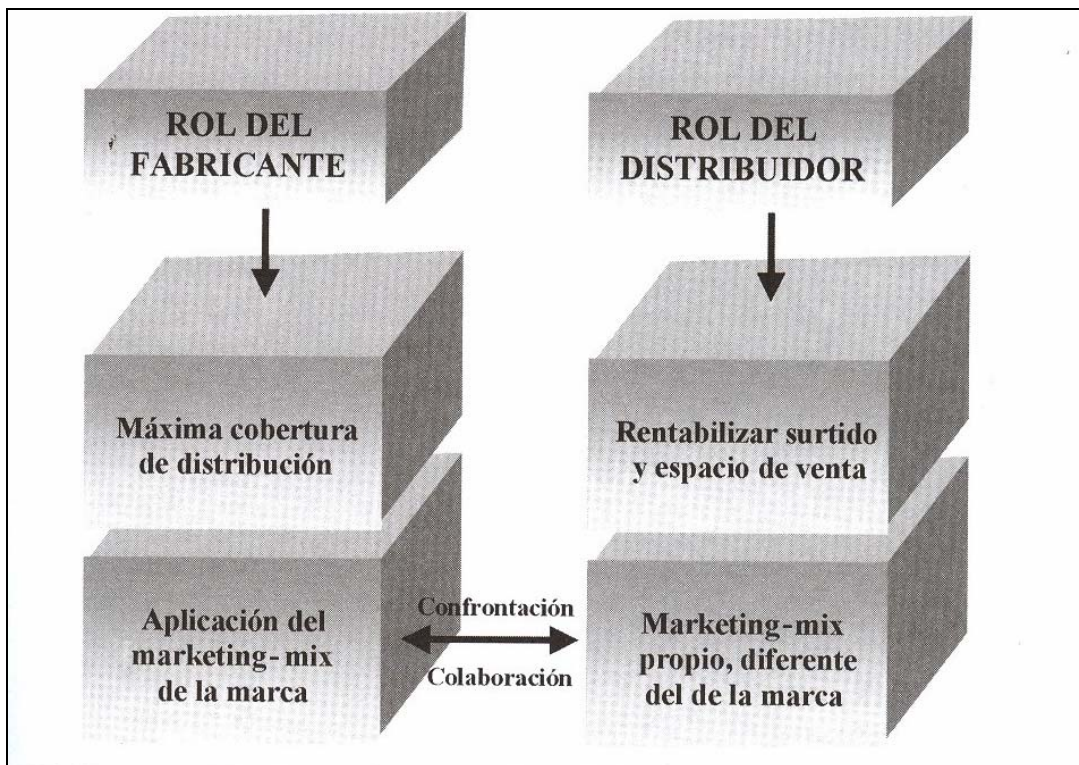 ROL DEL
FABRICANTE
ROL DEL
DISTRIBUIDOR
Máxima cobertura
de distribución
Rentabilizar surtido
y espacio de venta
Aplicación del
marketing-mix
de la marca
Confrontación
Colaboración
Marketing-mix
propio, diferente
del de la marca